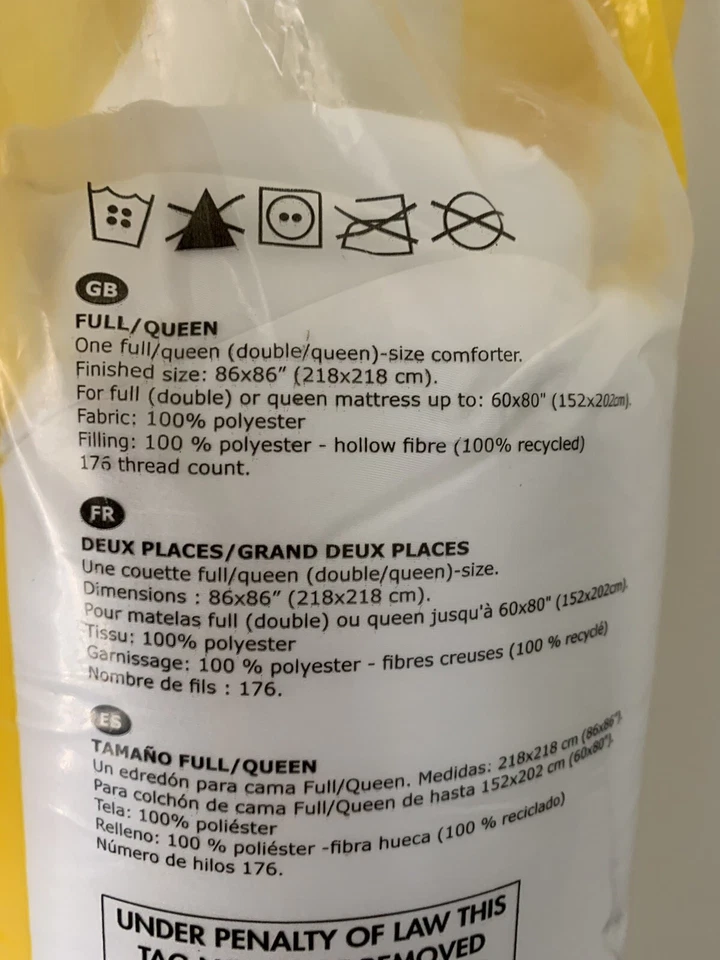 GB
FULL/QUEEN
One full/queen (double/queen)-size comforter.
Finished size: 86x86" (218x218 cm).
For full (double) or queen mattress up to: 60x80" (152x202cm).
Fabric: 100% polyester
Filling: 100 % polyester - hollow fibre (100% recycled)
176 thread count.
FR
DEUX PLACES/GRAND DEUX PLACES
Une couette full/queen (double/queen)-size.
Dimensions : 86x86" (218x218 cm).
Pour matelas full (double) ou queen jusqu'à 60x80" (152x202cm).
Tissu: 100% polyester
Garnissage: 100 % polyester - fibres creuses (100 % recyclé)
Nombre de fils : 176.
ES
TAMAÑO FULL/QUEEN
Un edredón para cama Full/Queen. Medidas: 218x218 cm (86x86").
Para colchón de cama Full/Queen de hasta 152x202 cm (60x80").
Tela: 100% poliéster
Relleno: 100 % poliéster -fibra hueca (100 % reciclado)
Número de hilos 176.
UNDER PENALTY OF LAW THIS
TAG REMOVED